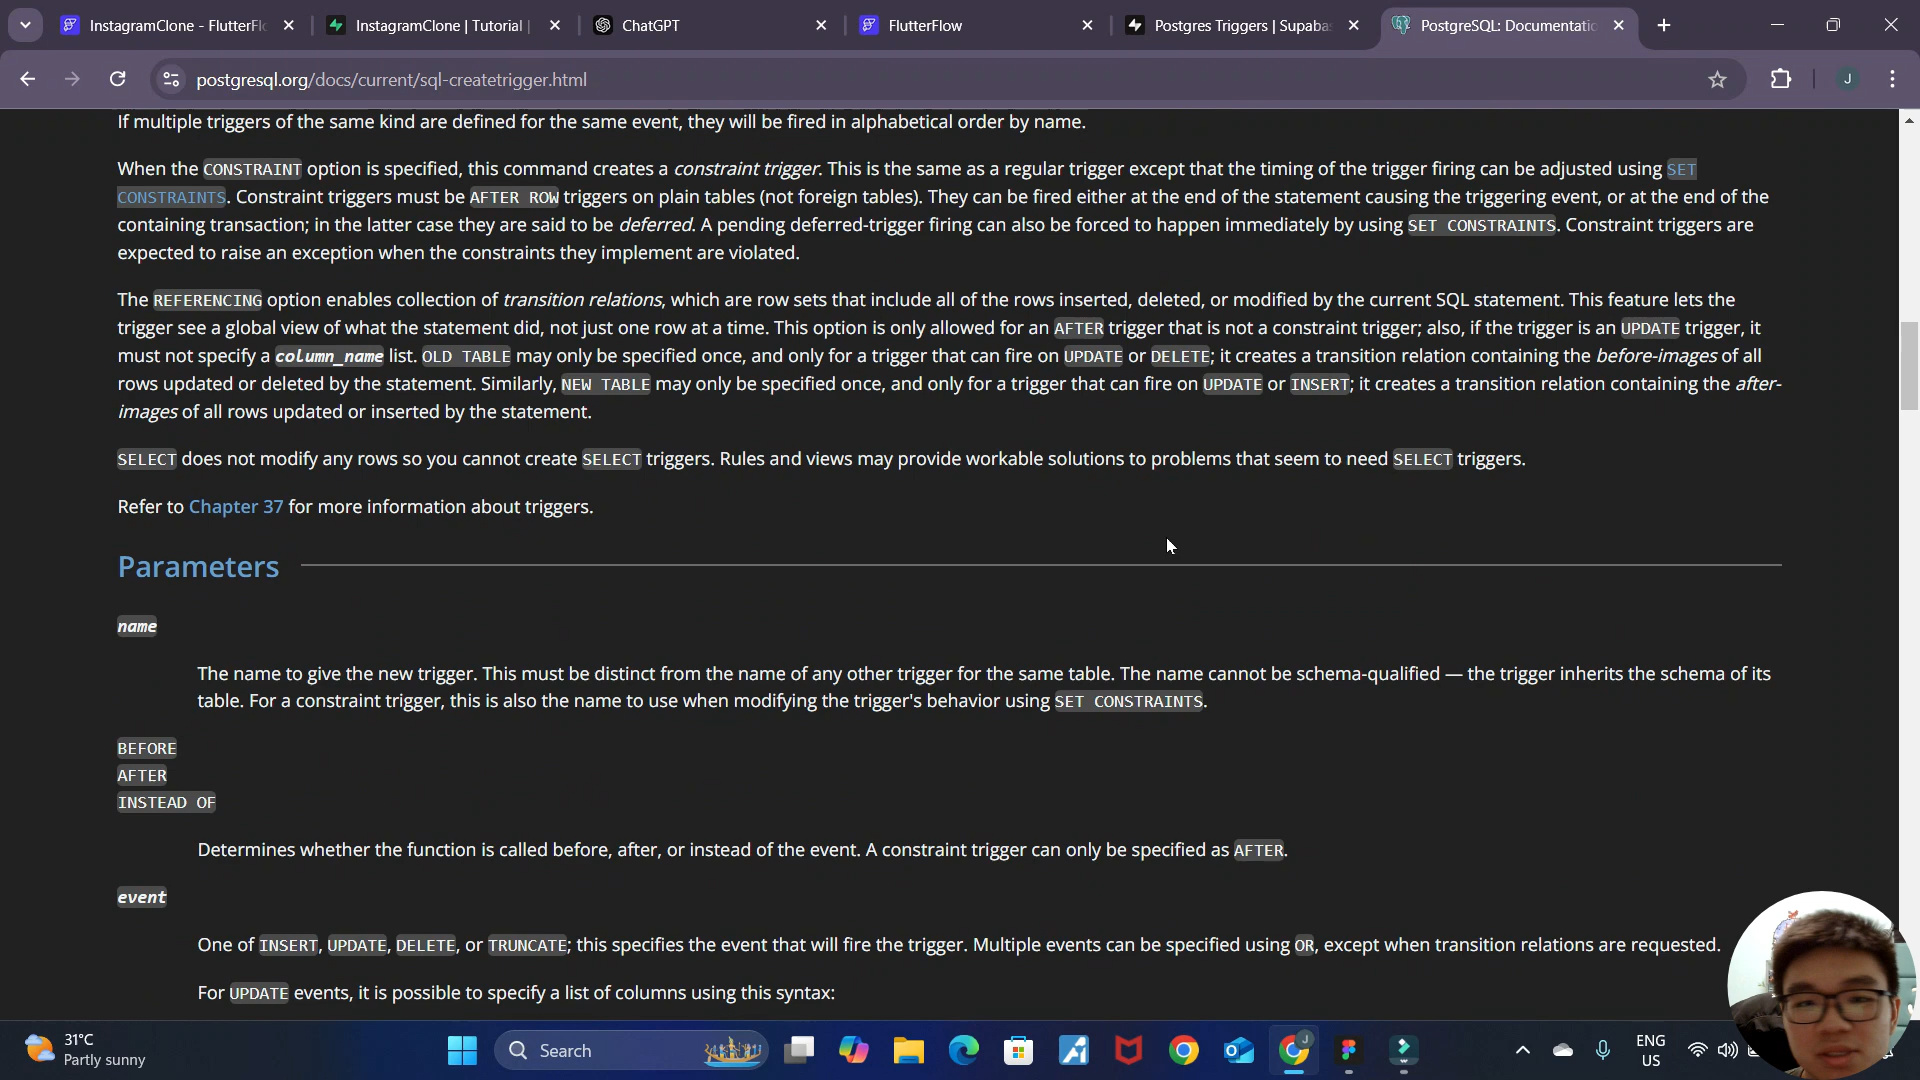 InstagramClone - FlutterFlo
InstagramClone | Tutorial |
ChatGPT
FlutterFlow
Postgres Triggers | Supabas
PostgreSQL: Documentatio
postgresql.org/docs/current/sql-createtrigger.html
J
If multiple triggers of the same kind are defined for the same event, they will be fired in alphabetical order by name.
When the CONSTRAINT option is specified, this command creates a constraint trigger. This is the same as a regular trigger except that the timing of the trigger firing can be adjusted using SET
CONSTRAINTS. Constraint triggers must be AFTER ROW triggers on plain tables (not foreign tables). They can be fired either at the end of the statement causing the triggering event, or at the end of the
containing transaction; in the latter case they are said to be deferred. A pending deferred-trigger firing can also be forced to happen immediately by using SET CONSTRAINTS. Constraint triggers are
expected to raise an exception when the constraints they implement are violated.
The REFERENCING option enables collection of transition relations, which are row sets that include all of the rows inserted, deleted, or modified by the current SQL statement. This feature lets the
trigger see a global view of what the statement did, not just one row at a time. This option is only allowed for an AFTER trigger that is not a constraint trigger; also, if the trigger is an UPDATE trigger, it
must not specify a column_name list. OLD TABLE may only be specified once, and only for a trigger that can fire on UPDATE or DELETE; it creates a transition relation containing the before-images of all
rows updated or deleted by the statement. Similarly, NEW TABLE may only be specified once, and only for a trigger that can fire on UPDATE or INSERT; it creates a transition relation containing the after-
images of all rows updated or inserted by the statement.
SELECT does not modify any rows so you cannot create SELECT triggers. Rules and views may provide workable solutions to problems that seem to need SELECT triggers.
Refer to Chapter 37 for more information about triggers.
Parameters
name
The name to give the new trigger. This must be distinct from the name of any other trigger for the same table. The name cannot be schema-qualified — the trigger inherits the schema of its
table. For a constraint trigger, this is also the name to use when modifying the trigger's behavior using SET CONSTRAINTS.
BEFORE
AFTER
INSTEAD OF
Determines whether the function is called before, after, or instead of the event. A constraint trigger can only be specified as AFTER.
event
One of INSERT, UPDATE, DELETE, or TRUNCATE; this specifies the event that will fire the trigger. Multiple events can be specified using OR, except when transition relations are requested.
For UPDATE events, it is possible to specify a list of columns using this syntax:
31°C
Partly sunny
Search
ENG
US